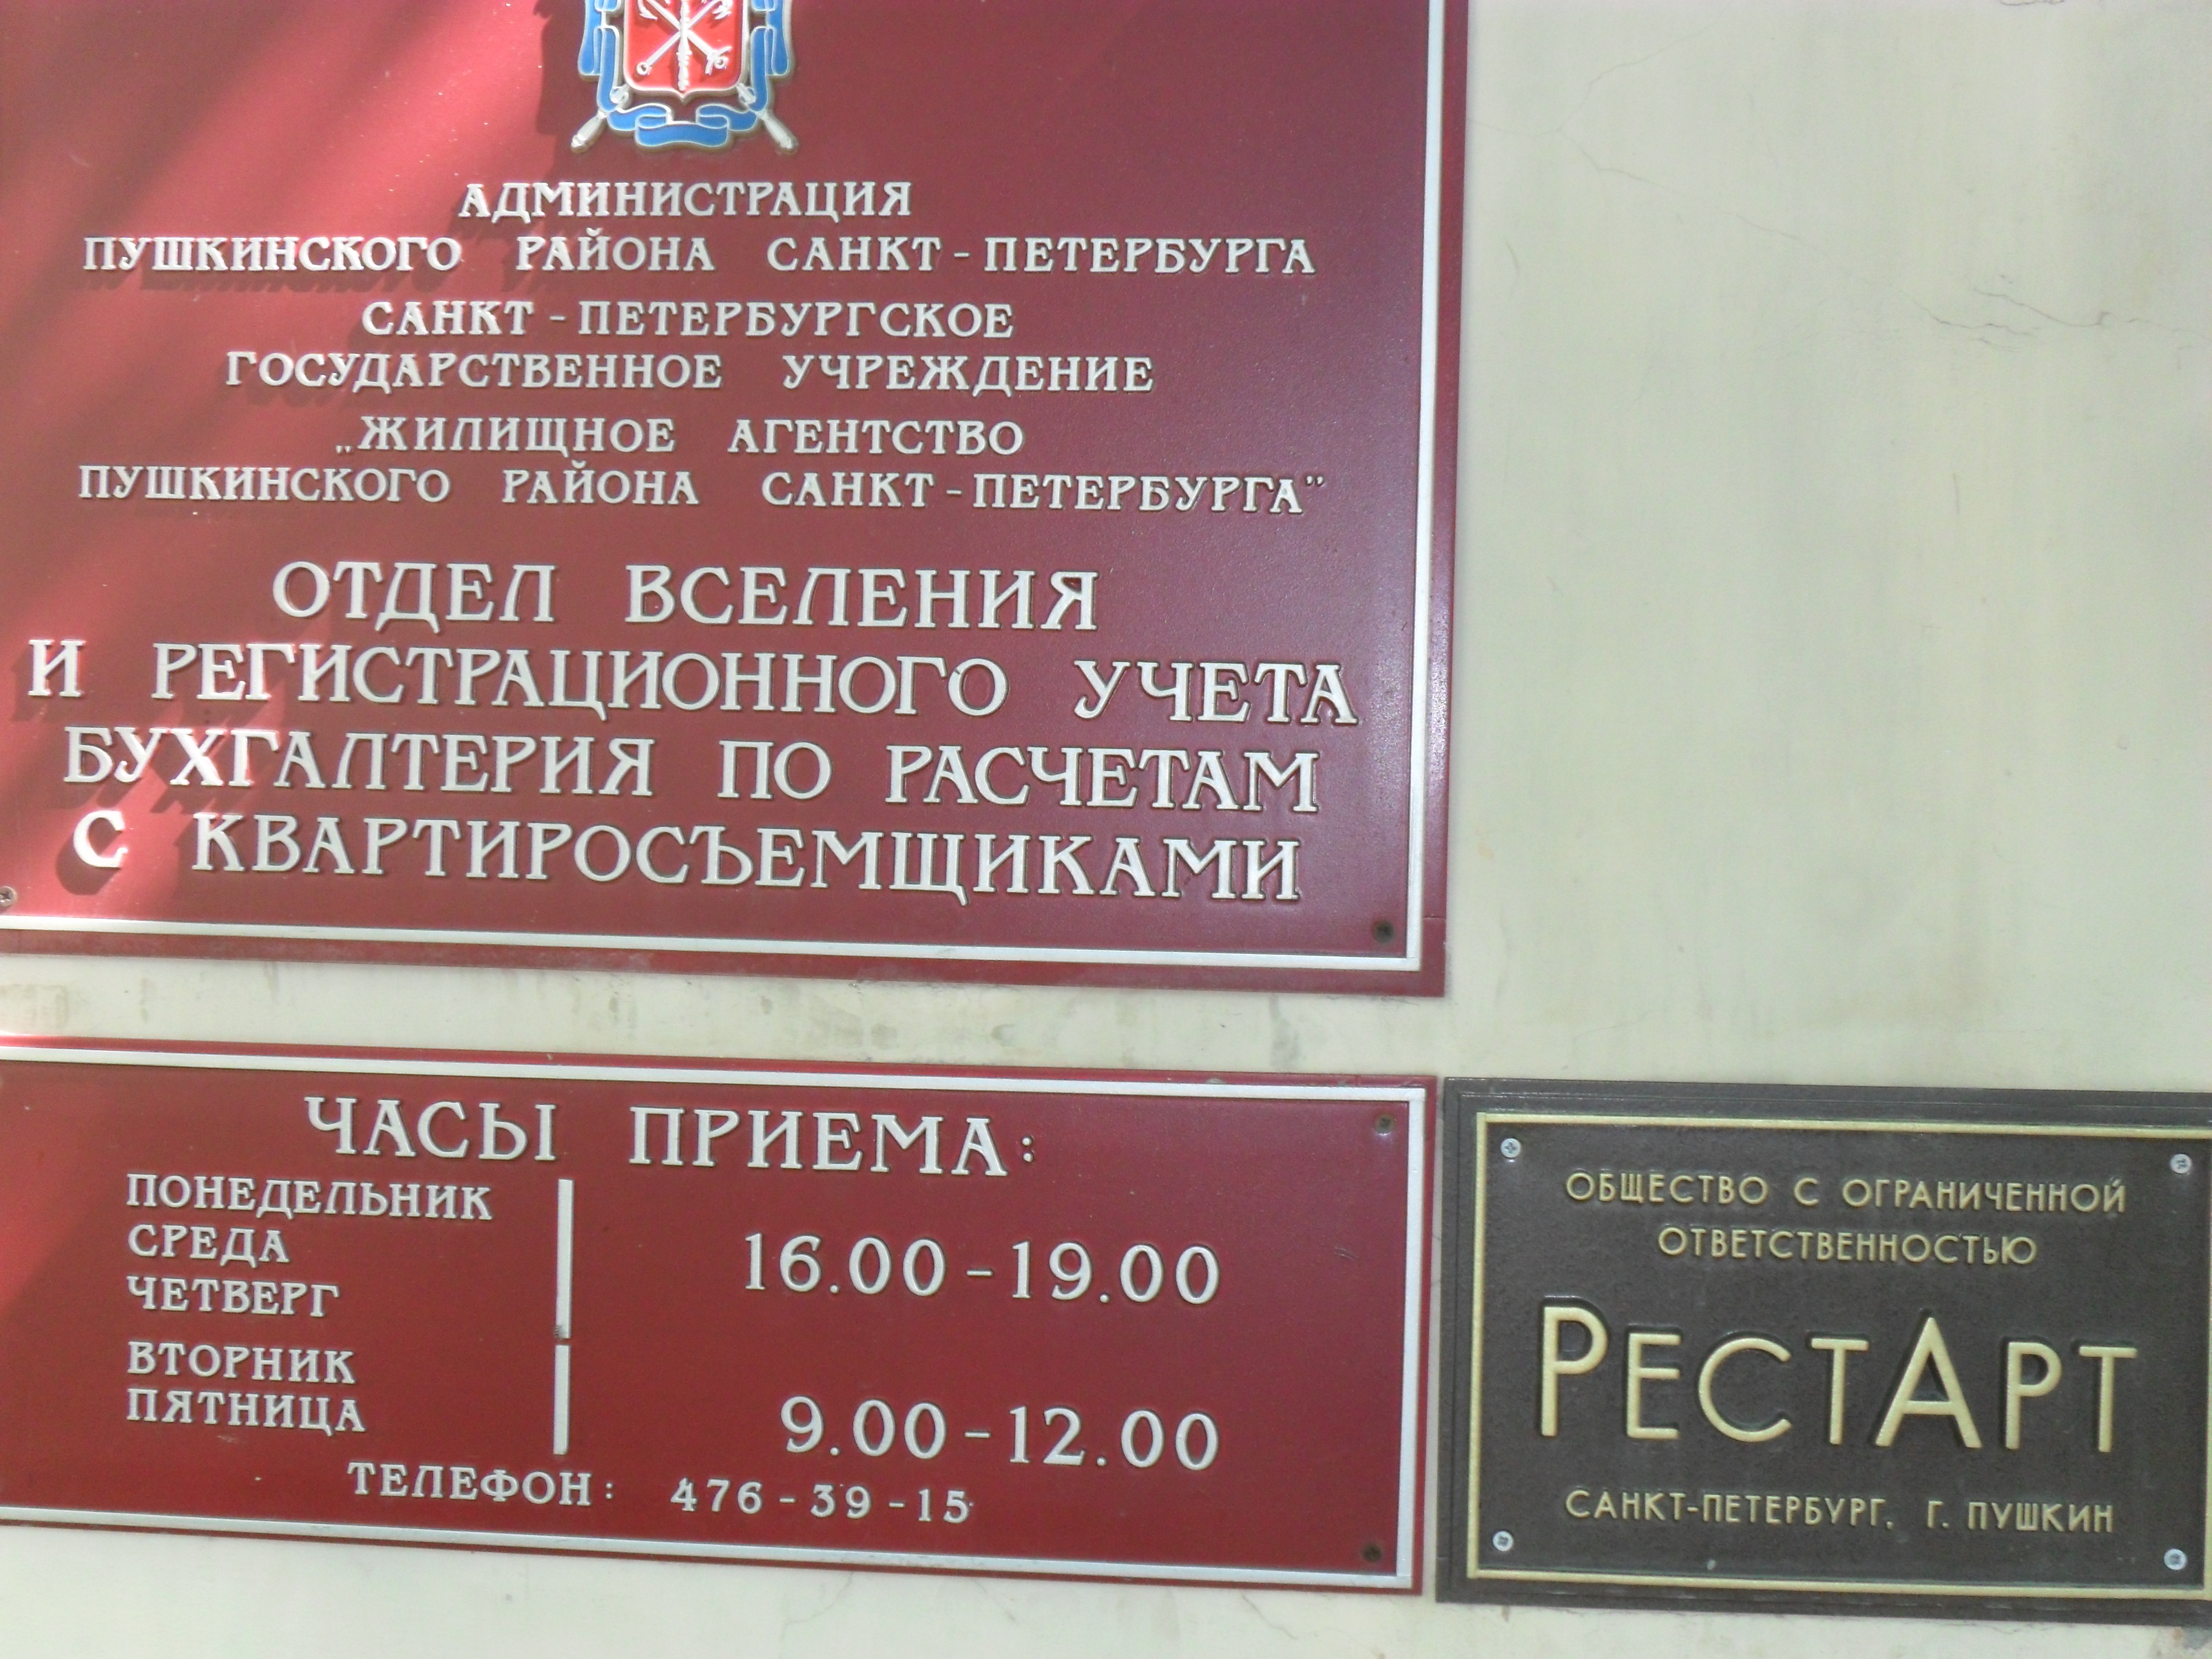 АДМИНИСТРАЦИЯ
ПУШКИНСКОГО РАЙОНА САНКТ-ПЕТЕРБУРГА
САНКТ-ПЕТЕРБУРГСКОЕ
ГОСУДАРСТВЕННОЕ УЧРЕЖДЕНИЕ
„ЖИЛИЩНОЕ АГЕНТСТВО
ПУШКИНСКОГО РАЙОНА САНКТ-ПЕТЕРБУРГА"
ОТДЕЛ ВСЕЛЕНИЯ
И РЕГИСТРАЦИОННОГО УЧЕТА
БУХГАЛТЕРИЯ ПО РАСЧЕТАМ
С КВАРТИРОСЪЕМЩИКАМИ
ЧАСЫ ПРИЕМА:
ПОНЕДЕЛЬНИК
СРЕДА
ЧЕТВЕРГ
16.00-19.00
ВТОРНИК
ПЯТНИЦА
9.00-12.00
ТЕЛЕФОН: 476-39-15
ОБЩЕСТВО С ОГРАНИЧЕННОЙ
ОТВЕТСТВЕННОСТЬЮ
РЕСТАРТ
САНКТ-ПЕТЕРБУРГ, Г. ПУШКИН